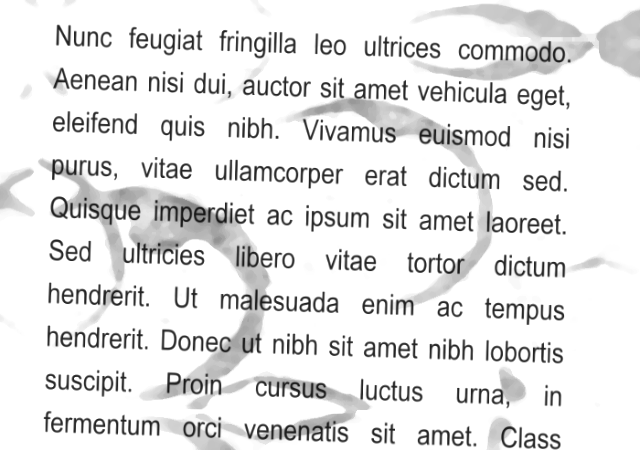 Nunc feugiat fringilla leo ultrices commodo.
Aenean nisi dui, auctor sit amet vehicula eget,
eleifend quis nibh. Vivamus euismod nisi
purus, vitae ullamcorper erat dictum sed.
Quisque imperdiet ac ipsum sit amet laoreet.
Sed ultricies libero vitae tortor dictum
hendrerit. Ut malesuada enim ac tempus
hendrerit. Donec ut nibh sit amet nibh lobortis
suscipit. Proin cursus luctus urna, in
fermentum orci venenatis sit amet. Class